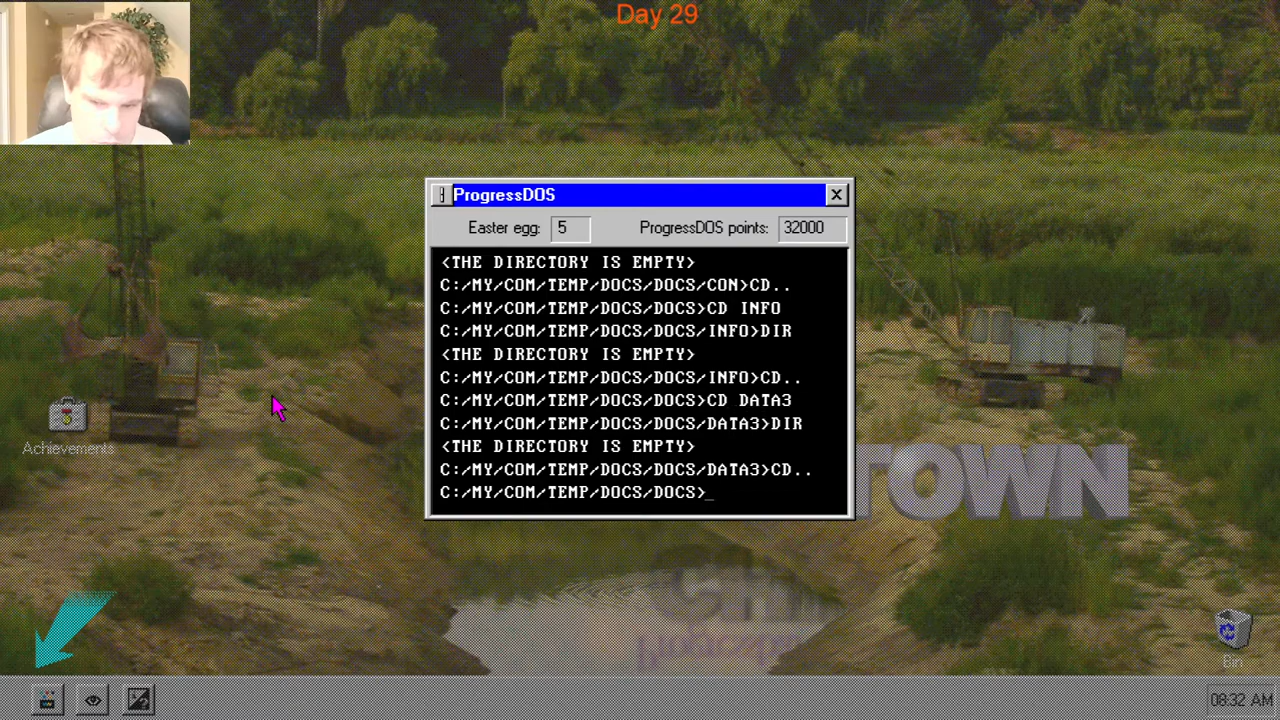 Day 29
ProgressDOS
Easter egg: 5 ProgressDOS points: 32000
<THE DIRECTORY IS EMPTY>
C:/MY/COM/TEMP/DOCS/DOCS/CON>CD..
C:/MY/COM/TEMP/DOCS/DOCS>CD INFO
C:/MY/COM/TEMP/DOCS/DOCS/INFO>DIR
<THE DIRECTORY IS EMPTY>
C:/MY/COM/TEMP/DOCS/DOCS/INFO>CD..
C:/MY/COM/TEMP/DOCS/DOCS>CD DATA3
C:/MY/COM/TEMP/DOCS/DOCS/DATA3>DIR
<THE DIRECTORY IS EMPTY>
C:/MY/COM/TEMP/DOCS/DOCS/DATA3>CD..
C:/MY/COM/TEMP/DOCS/DOCS>_
Achievements
TOWN
Bin
08:32 AM